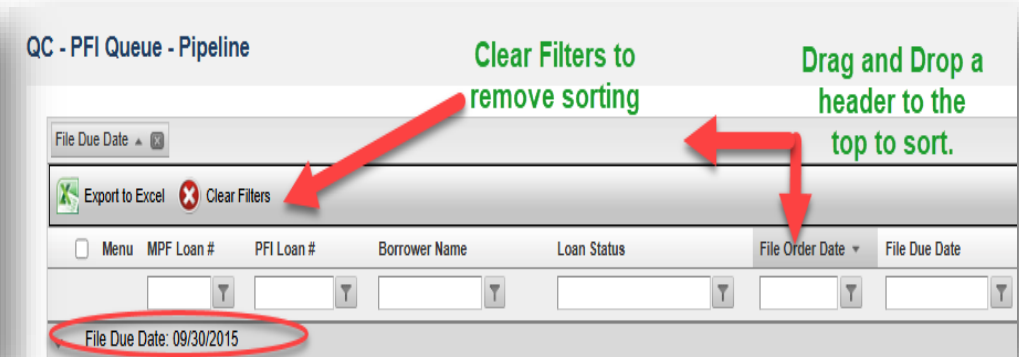 QC - PFI Queue - Pipeline
Clear Filters to
remove sorting
Drag and Drop a
header to the
top to sort.
File Due Date
Export to Excel Clear Filters
Menu MPF Loan # PFI Loan # Borrower Name Loan Status File Order Date File Due Date
File Due Date: 09/30/2015